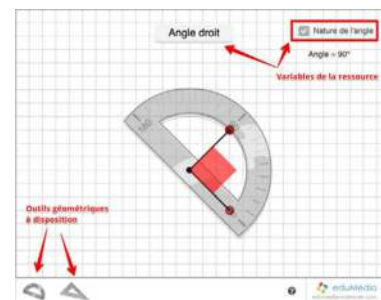 Angle droit
Nature de l'angle
Angle = 90°
Variables de la ressource
Outils géométriques
à disposition
eduMedia